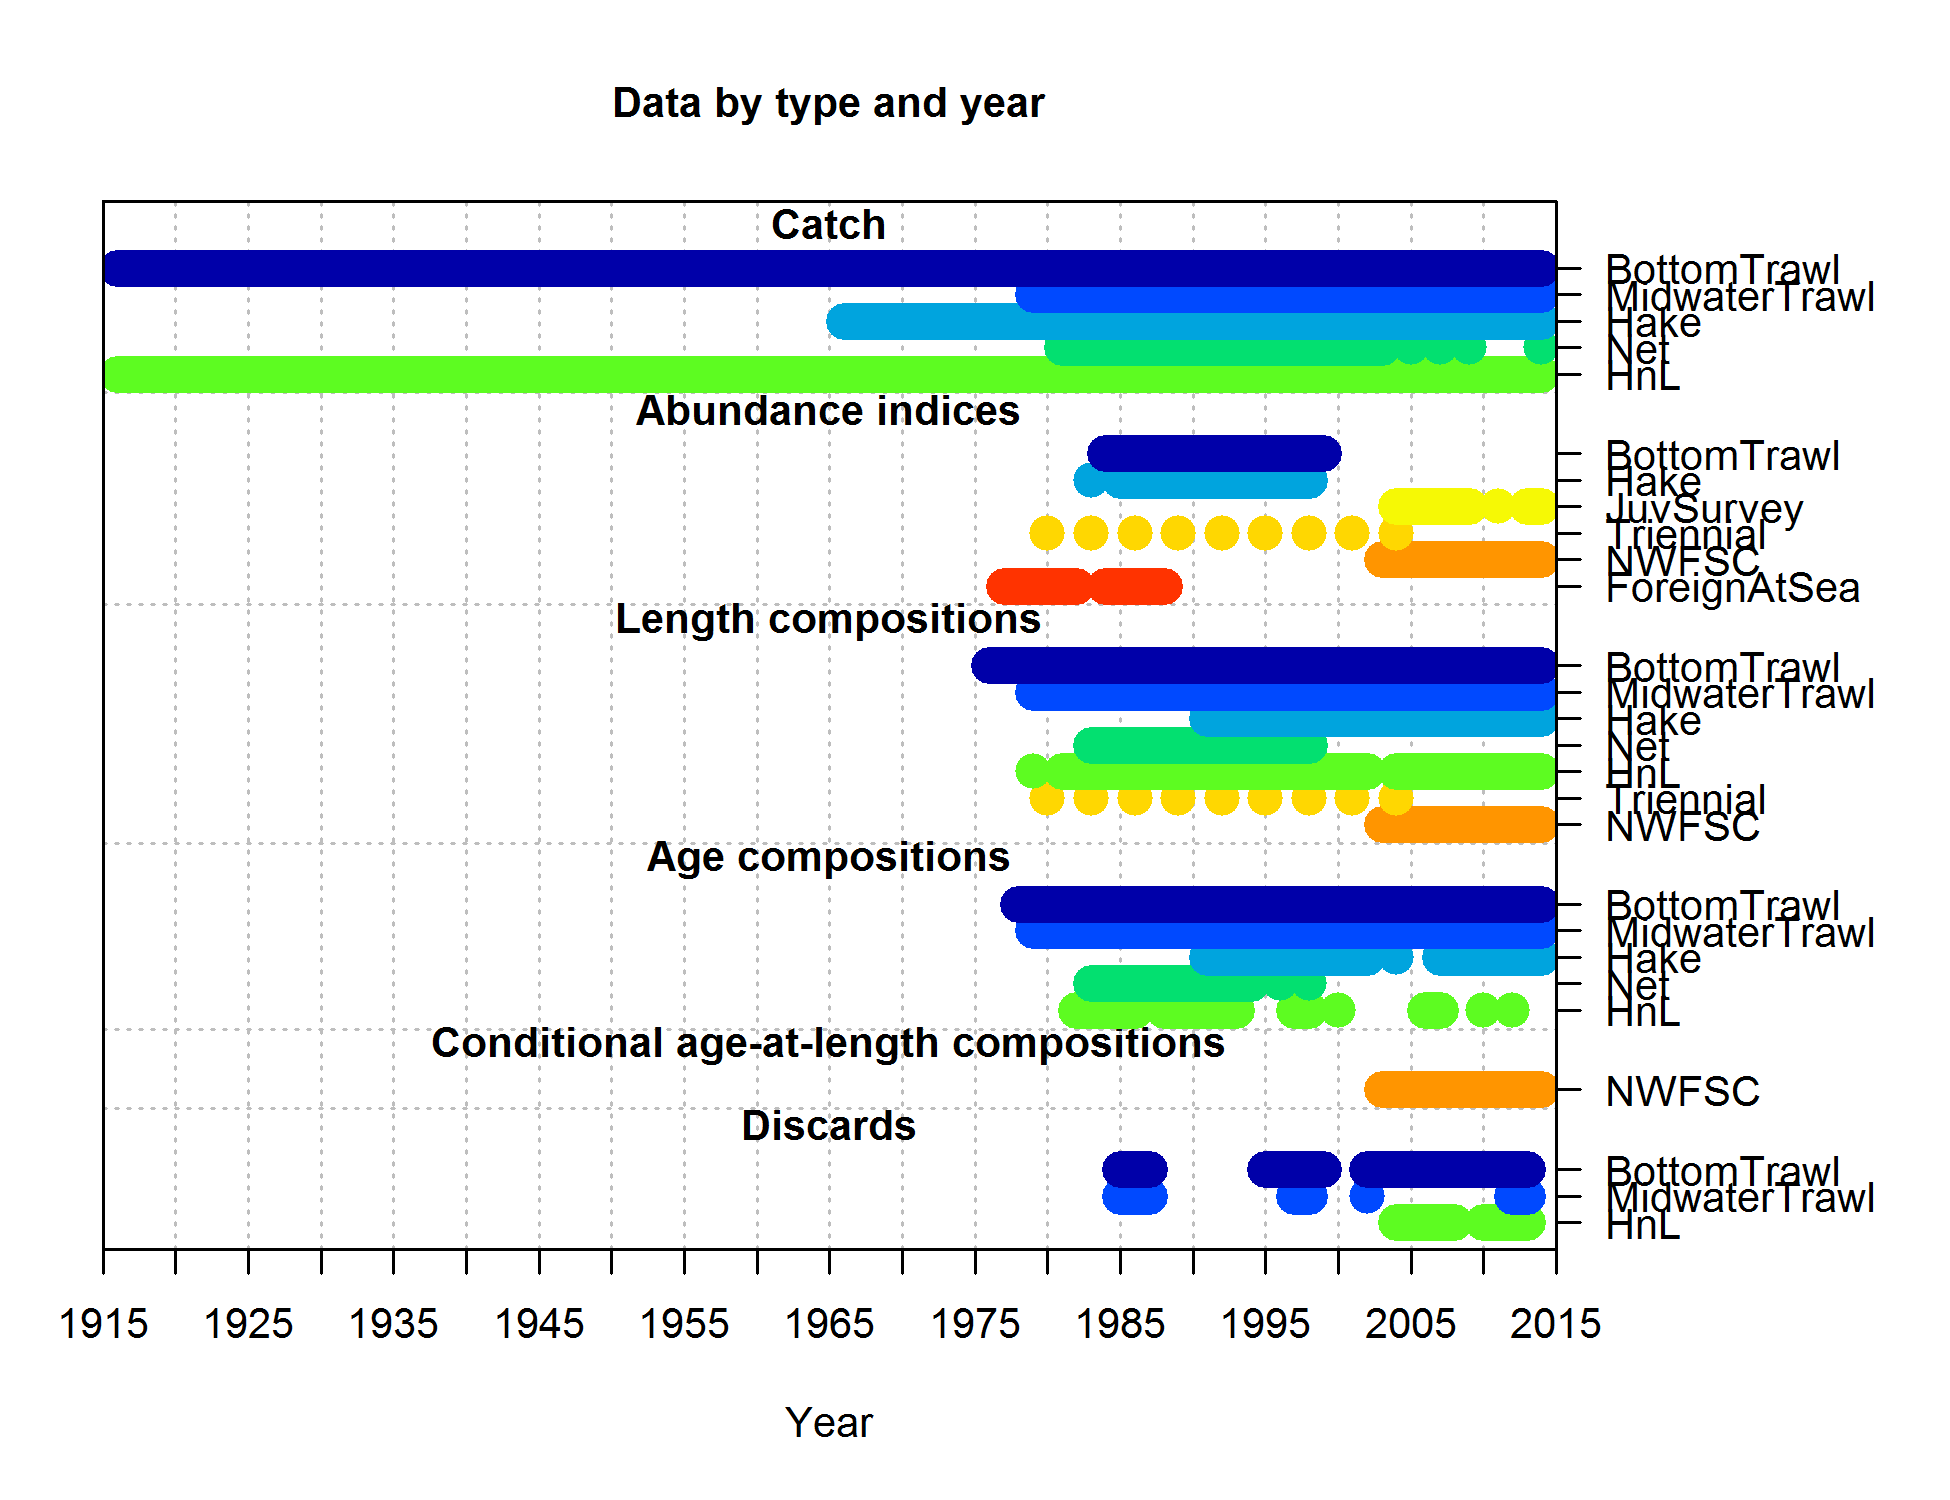 Data by type and year
Catch
BottomTrawl
MidwaterTrawl
Hake
Net
HnL
Abundance indices
BottomTrawl
Hake
JuvSurvey
Triennial
NWFSC
ForeignAtSea
Length compositions
BottomTrawl
MidwaterTrawl
Hake
Net
HnL
Triennial
NWFSC
Age compositions
BottomTrawl
MidwaterTrawl
Hake
Net
HnL
Conditional age-at-length compositions
NWFSC
Discards
BottomTrawl
MidwaterTrawl
HnL
1915 1925 1935 1945 1955 1965 1975 1985 1995 2005 2015
Year